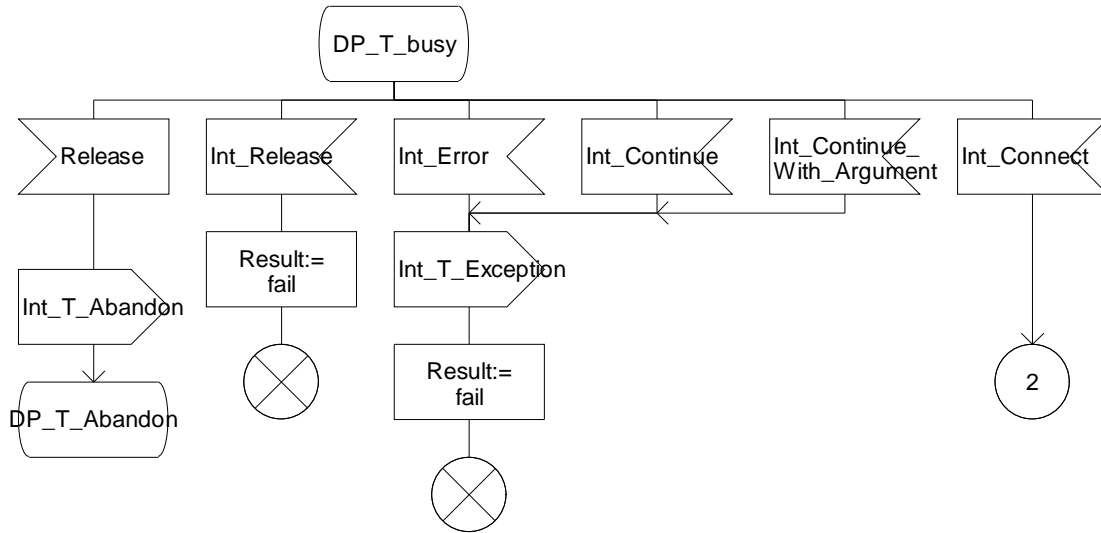 DP_T_busy
Release
Int_Release
Int_Error
Int_Continue
Int_Continue_
With_Argument
Int_Connect
Result:=
fail
Int_T_Exception
Int_T_Abandon
Result:=
fail
2
DP_T_Abandon